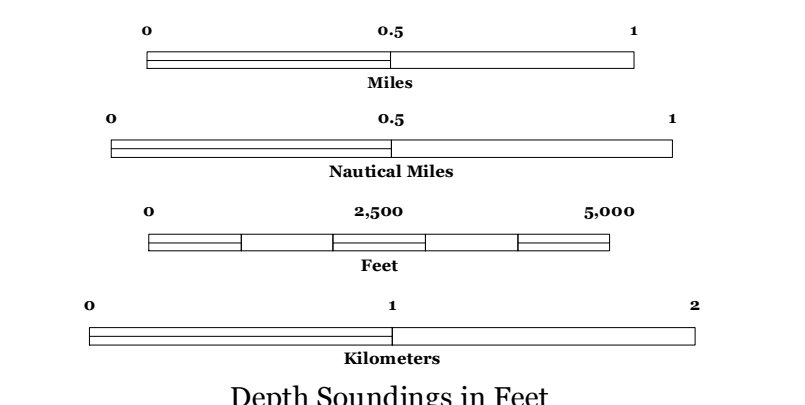 0 0.5 1
Miles
0 0.5 1
Nautical Miles
0 2,500 5,000
Feet
0 1 2
Kilometers
Depth Soundings in Feet